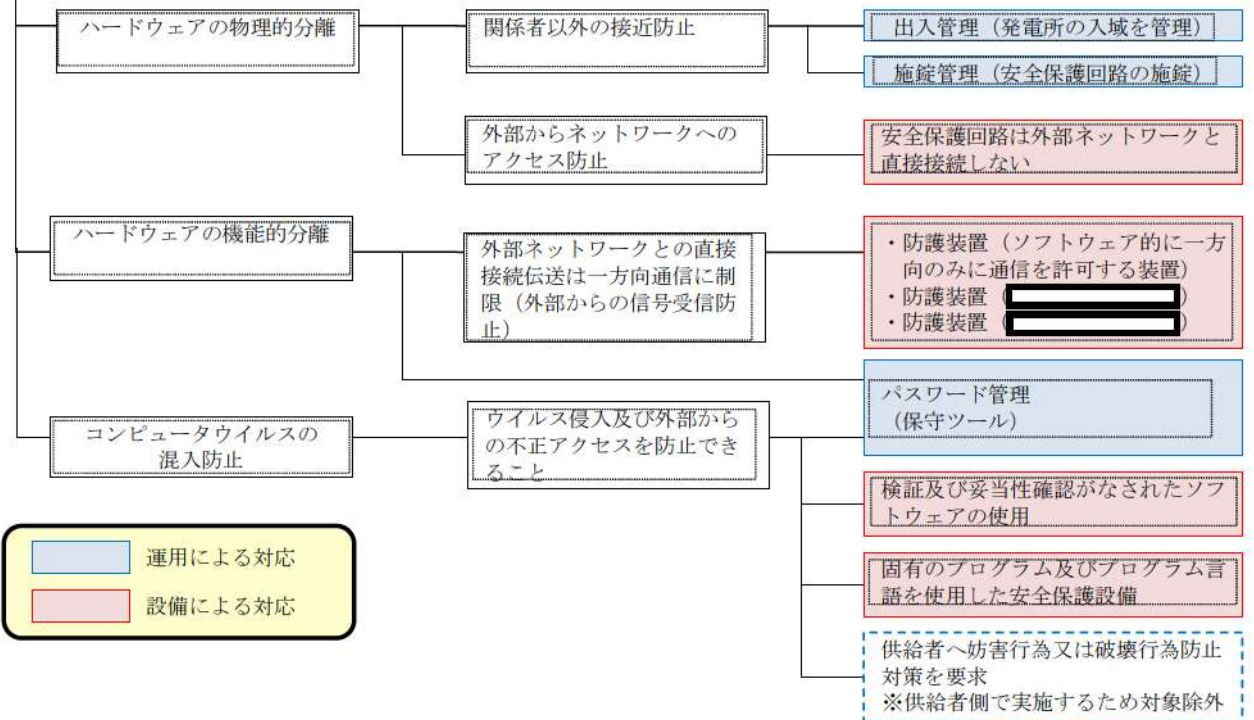 ハードウェアの物理的分離
関係者以外の接近防止
出入管理（発電所の入域を管理）
施錠管理（安全保護回路の施錠）
外部からネットワークへの
アクセス防止
安全保護回路は外部ネットワークと
直接接続しない
ハードウェアの機能的分離
外部ネットワークとの直接
接続伝送は一方向通信に制
限（外部からの信号受信防
止）
・防護装置（ソフトウェア的に一方
向のみに通信を許可する装置）
・防護装置（）
・防護装置（）
パスワード管理
（保守ツール）
コンピュータウイルスの
混入防止
ウイルス侵入及び外部から
の不正アクセスを防止でき
ること
検証及び妥当性確認がなされたソフ
トウェアの使用
固有のプログラム及びプログラム言
語を使用した安全保護設備
供給者へ妨害行為又は破壊行為防止
対策を要求
※供給者側で実施するため対象除外
運用による対応
設備による対応